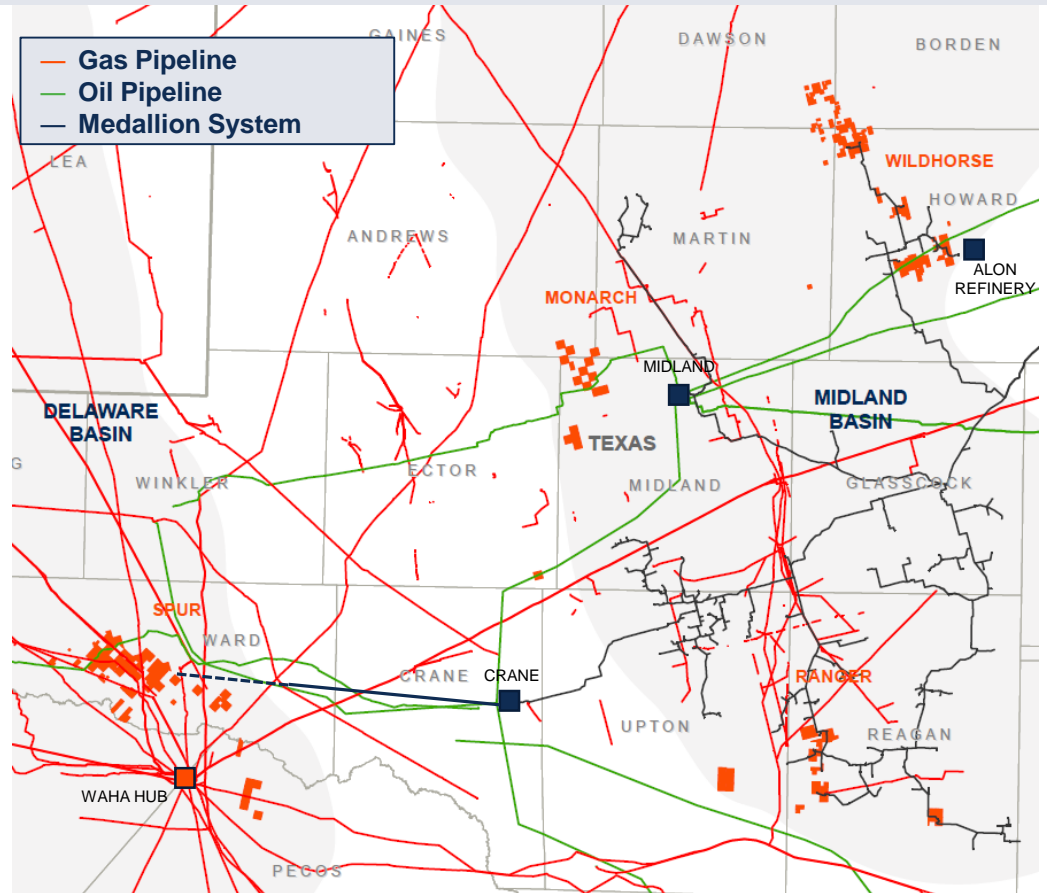 GAINES
DAWSON
BORDEN
Gas Pipeline
Oil Pipeline
Medallion System
LEA
WILDHORSE
HOWARD
ANDREWS
MARTIN
ALON
REFINERY
MONARCH
MIDLAND
DELAWARE
BASIN
MIDLAND
BASIN
TEXAS
G
WINKLER
ECTOR
MIDLAND
GLASSCOCK
SPUR
WARD
CRANE
CRANE
RANGER
UPTON
REAGAN
WAHA HUB
PECOS